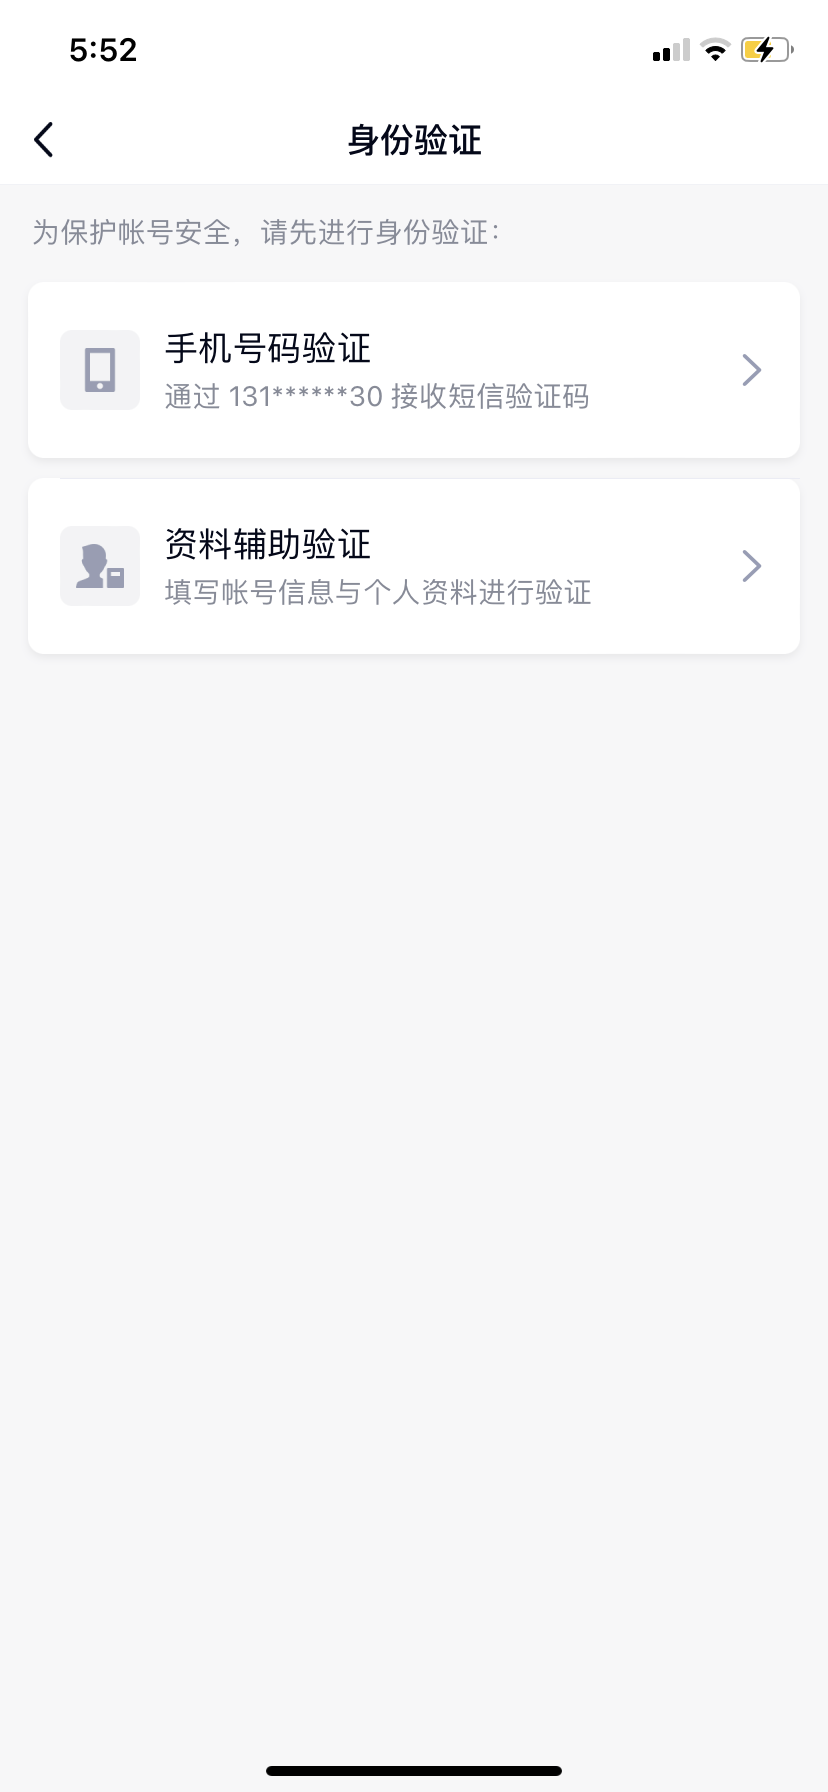 5:52
身份验证
为保护帐号安全，请先进行身份验证：
手机号码验证
通过 131******30 接收短信验证码
资料辅助验证
填写帐号信息与个人资料进行验证